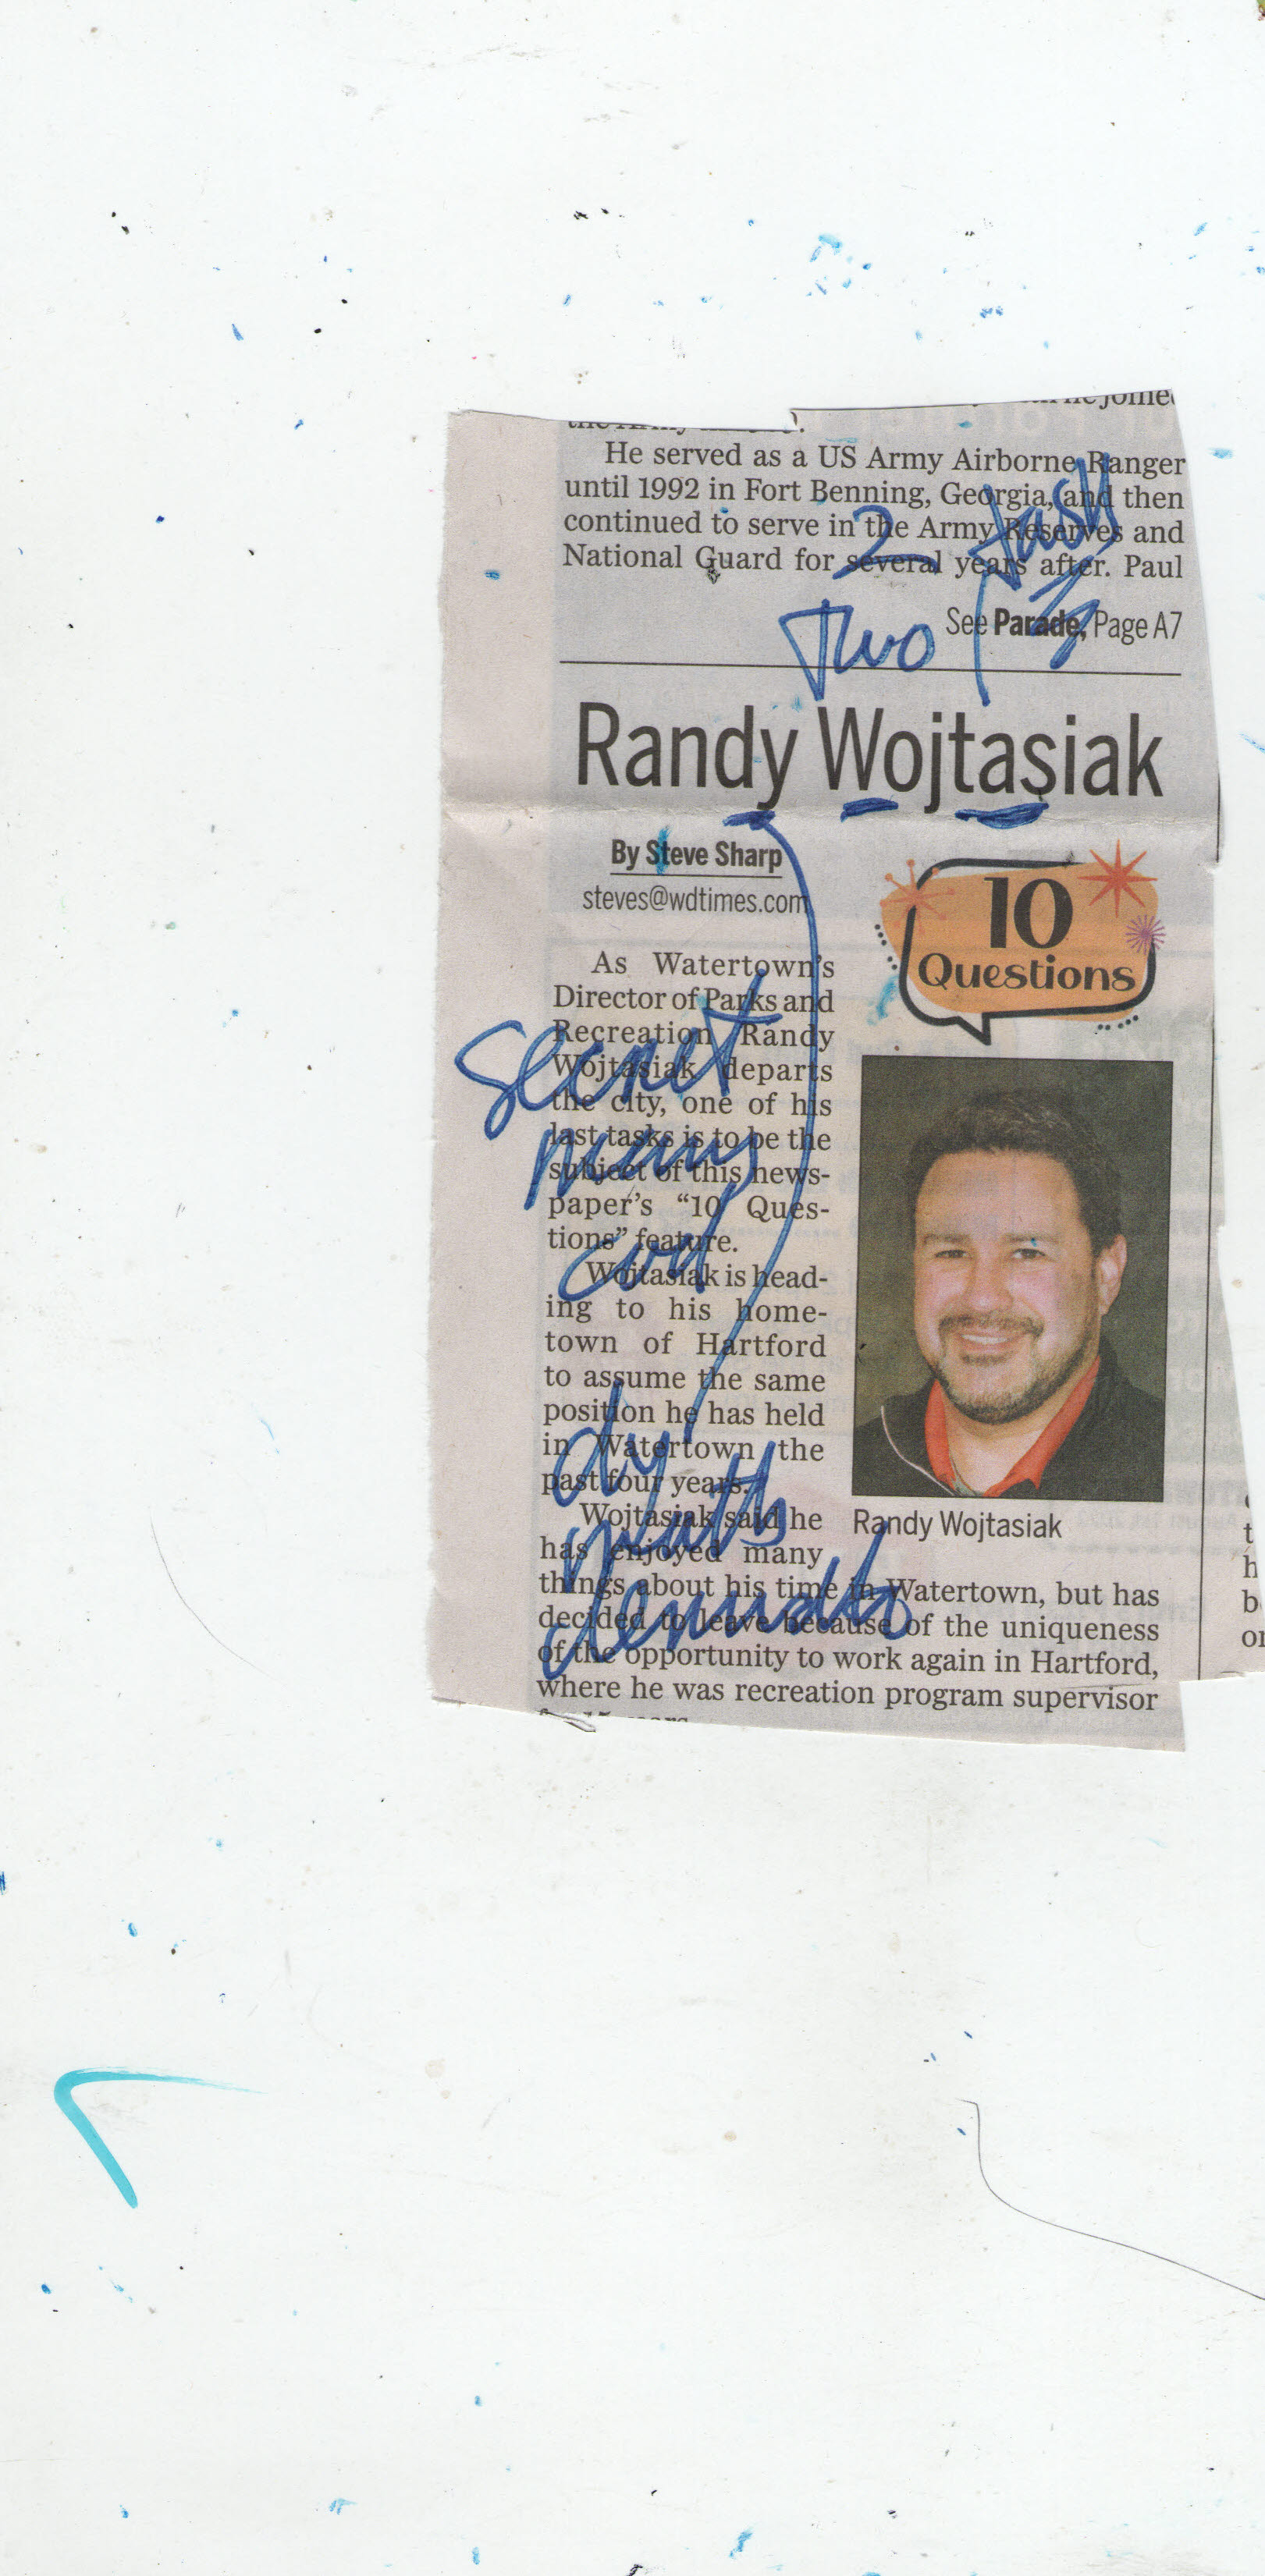 He served as a US Army Airborne Ranger
until 1992 in Fort Benning, Georgia, and then
continued to serve in the Army Reserves and
National Guard for several years after. Paul
2
Two
See Parade, Page A7
Randy Wojtasiak
By Steve Sharp
steves@wdtimes.com
10
Questions
As Watertown's
Director of Parks and
Recreation Randy
Wojtasiak departs
the city, one of his
last tasks is to be the
subject of this news-
paper's “10 Ques-
tions” feature.
Wojtasiak is head-
ing to his home-
town of Hartford
to assume the same
position he has held
in Watertown the
past four years.
Wojtasiak said he
has enjoyed many
things about his time in Watertown, but has
decided to leave because of the uniqueness
of the opportunity to work again in Hartford,
where he was recreation program supervisor
Randy Wojtasiak
secret